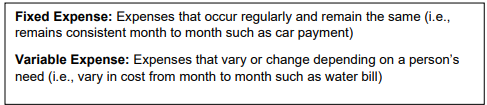 Fixed Expense: Expenses that occur regularly and remain the same (i.e.,
remains consistent month to month such as car payment)
Variable Expense: Expenses that vary or change depending on a person's
need (i.e., vary in cost from month to month such as water bill)